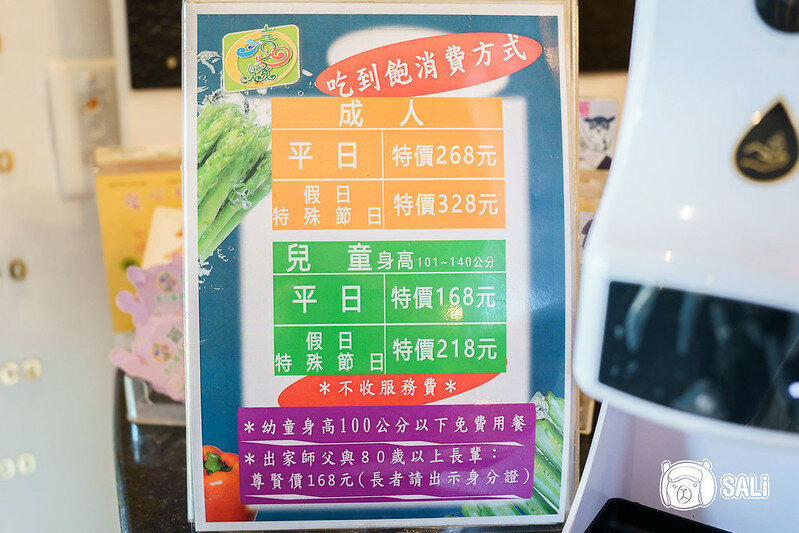 吃到飽消費方式
成 人
平日 特價268元
假日 特殊節日 特價328元
兒童身高101~140公分
平日 特價168元
假日 特殊節日 特價218元
*不收服務費*
*幼童身高100公分以下免費用餐
*出家師父與80歲以上長輩：
尊賢價168元(長者請出示身分證)
SALi